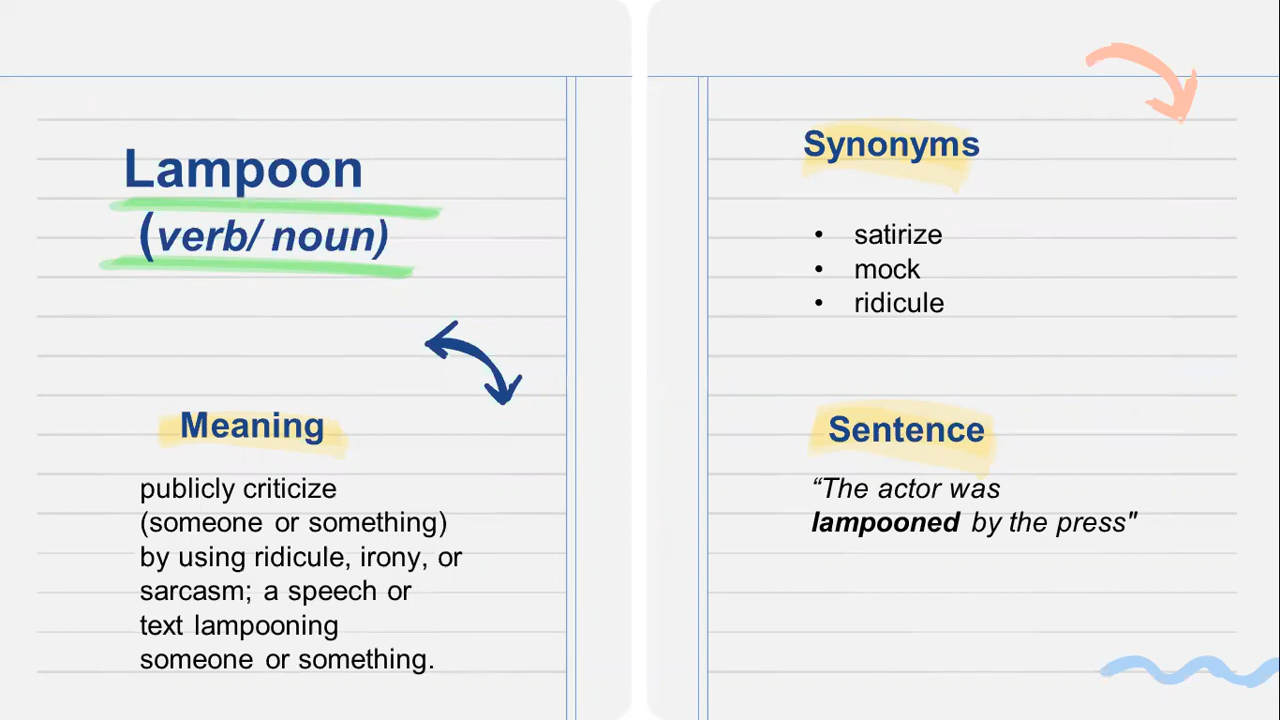 Lampoon
(verb/ noun)
Meaning
publicly criticize
(someone or something)
by using ridicule, irony, or
sarcasm; a speech or
text lampooning
someone or something.
Synonyms
• satirize
• mock
• ridicule
Sentence
“The actor was
lampooned by the press"